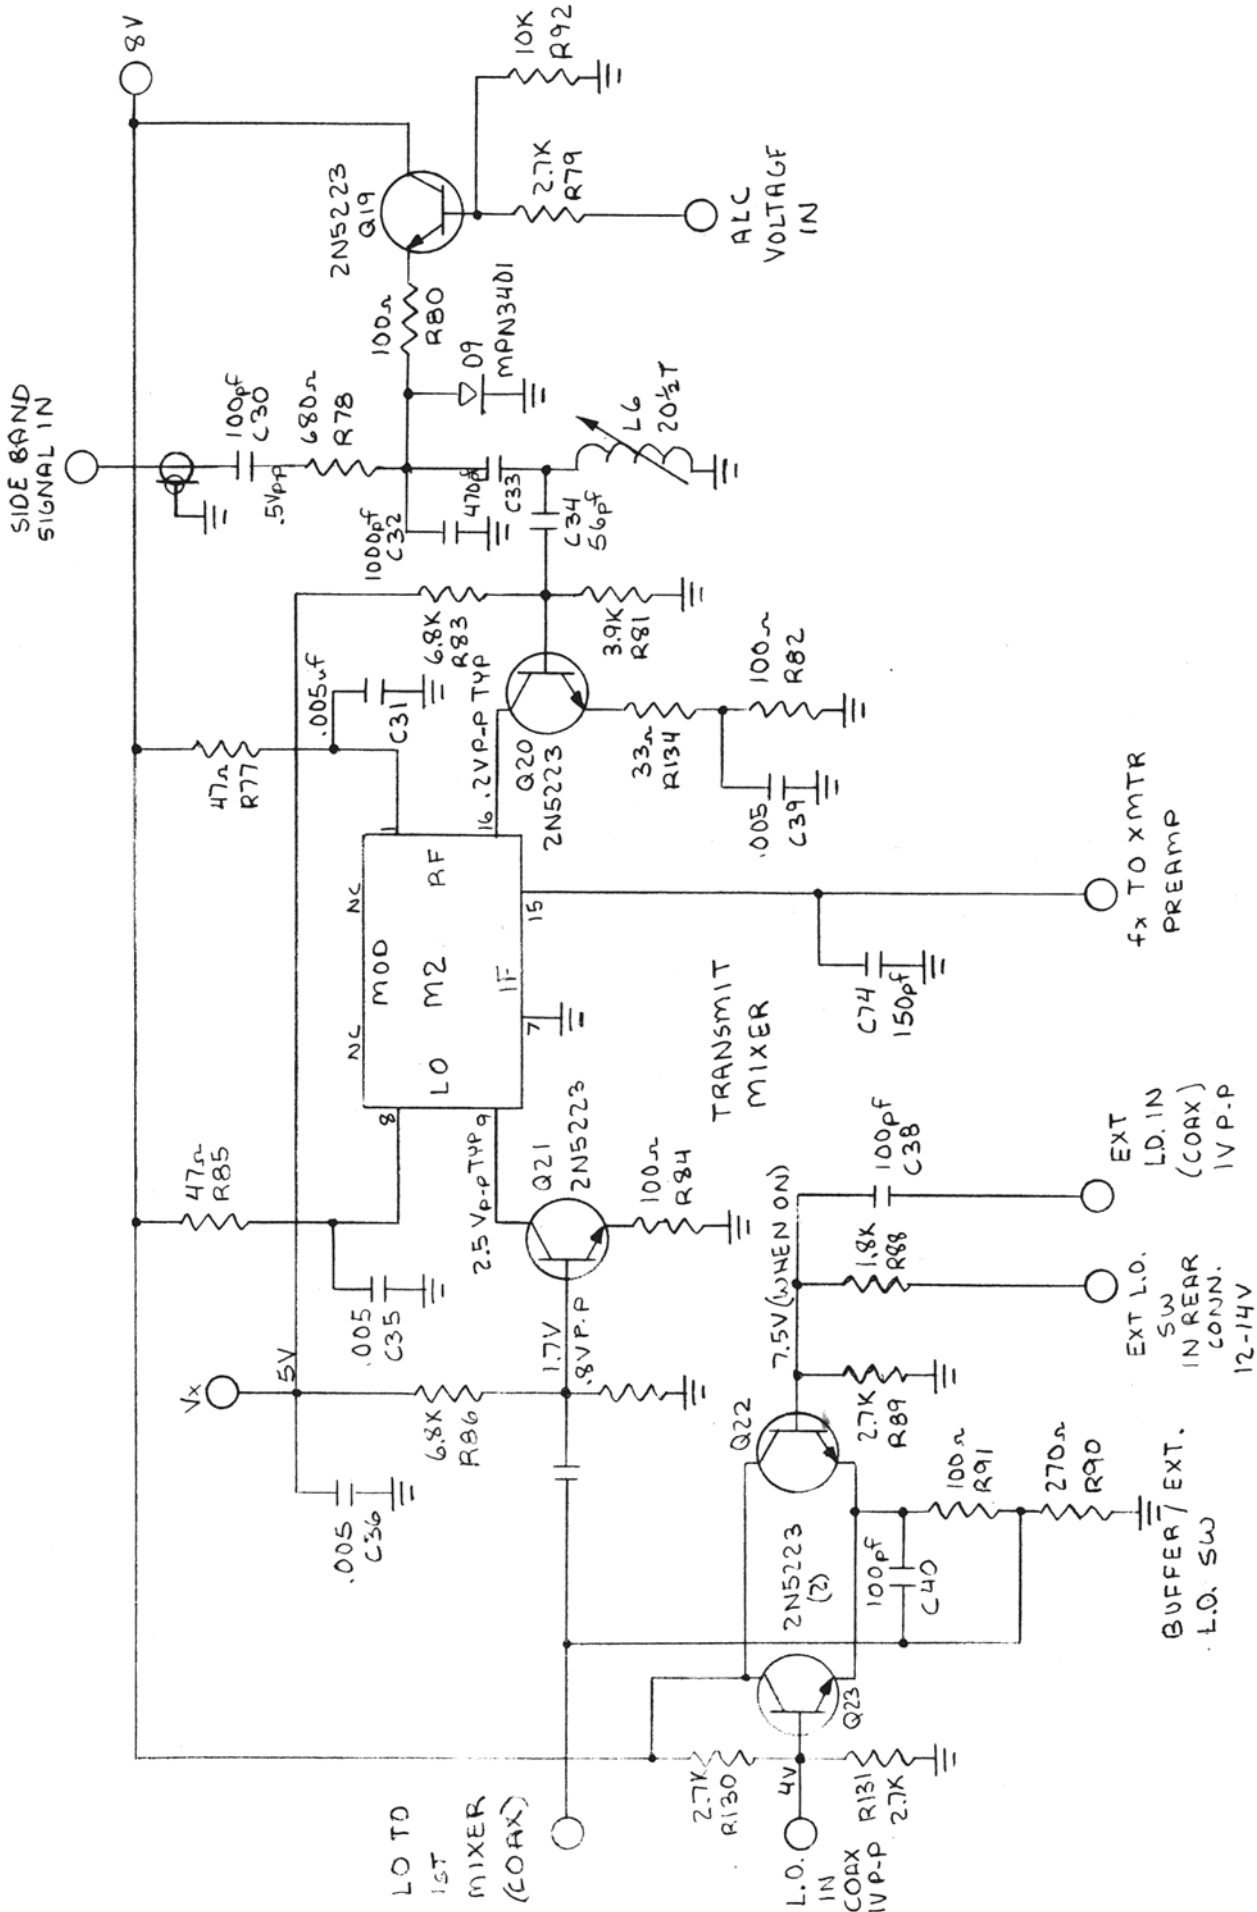 SIDE BAND
SIGNAL IN
8V
100pf
C30
.5Vp-p
680Ω
R78
1000pf
C32
470pf
C33
C34
56pf
L6
20½T
D9
MPN3401
100Ω
R80
2N5223
Q19
10K
R92
2.7K
R79
ALC
VOLTAGE
IN
6.8K
R83
3.9K
R81
.005uf
C31
47Ω
R77
1
16
.2VP-P TYP
Q20
2N5223
33Ω
R134
100Ω
R82
.005
C39
NC
NC
MOD
M2
RF
LO
IF
15
7
8
9
fx TO XMTR
PREAMP
C74
150pf
TRANSMIT
MIXER
47Ω
R85
.005
C35
2.5 Vp-p TYP
Q21
2N5223
100Ω
R84
Vx
5V
.005
C36
6.8K
R86
1.7V
.8VP-P
7.5V (WHEN ON)
100pf
C38
EXT
L.O. IN
(COAX)
1V P-P
1.8K
R88
EXT L.O.
SW
IN REAR
CONN.
12-14V
2.7K
R89
Q22
2N5223
(2)
Q23
100pf
C40
100Ω
R91
270Ω
R90
BUFFER / EXT.
L.O. SW
LO TO
1ST
MIXER
(COAX)
2.7K
R130
4V
R131
2.7K
L.O.
IN
COAX
1V P-P